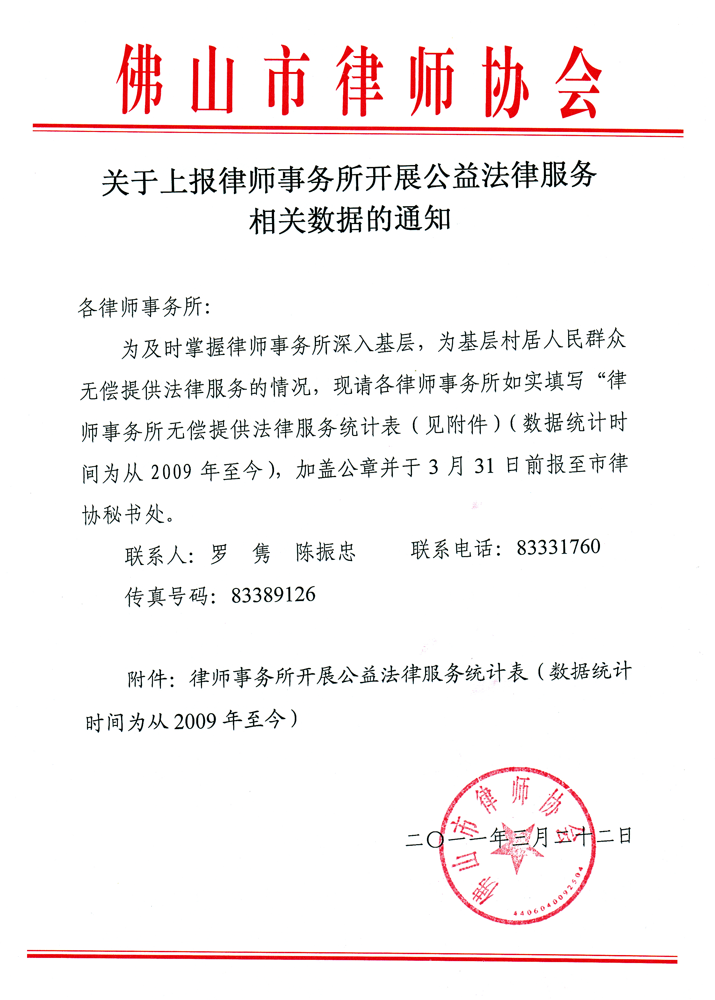 佛山市律师协会
关于上报律师事务所开展公益法律服务
相关数据的通知
各律师事务所：
为及时掌握律师事务所深入基层，为基层村居人民群众
无偿提供法律服务的情况，现请各律师事务所如实填写“律
师事务所无偿提供法律服务统计表（见附件）（数据统计时
间为从 2009 年至今），加盖公章并于 3 月 31 日前报至市律
协秘书处。
联系人：罗　隽　陈振忠　　联系电话：83331760
传真号码：83389126
附件：律师事务所开展公益法律服务统计表（数据统计
时间为从 2009 年至今）
佛山市律师协会
二〇一一年三月二十二日
4406040092504